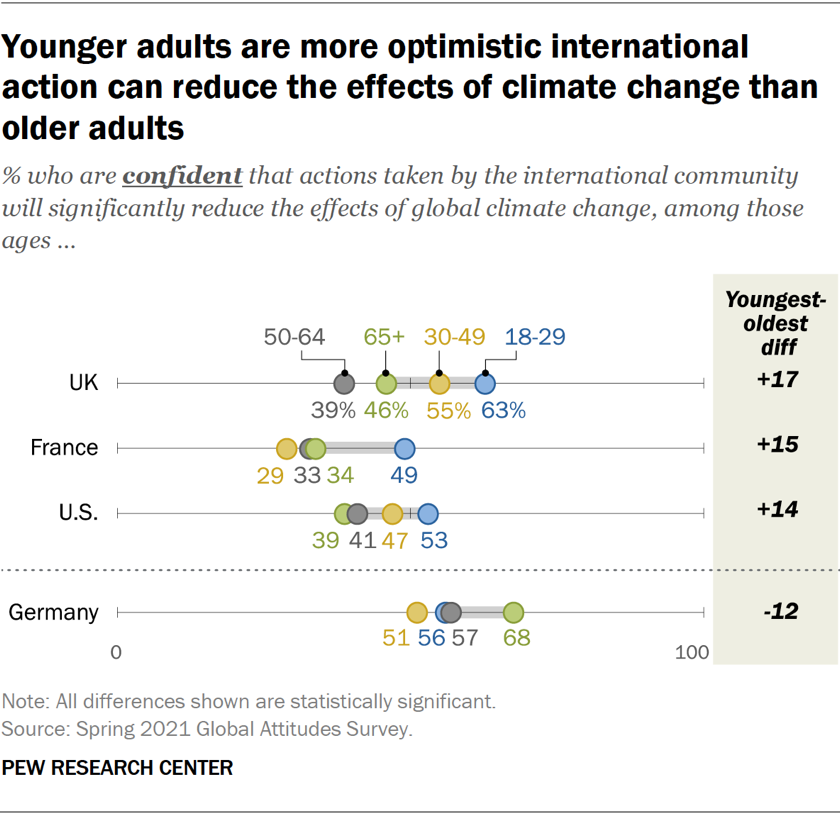 Younger adults are more optimistic international
action can reduce the effects of climate change than
older adults
% who are confident that actions taken by the international community
will significantly reduce the effects of global climate change, among those
ages ...
Youngest-
oldest
diff
50-64 65+ 30-49 18-29
UK +17
39% 46% 55% 63%
France +15
29 33 34 49
U.S. +14
39 41 47 53
Germany -12
51 56 57 68
0 100
Note: All differences shown are statistically significant.
Source: Spring 2021 Global Attitudes Survey.
PEW RESEARCH CENTER